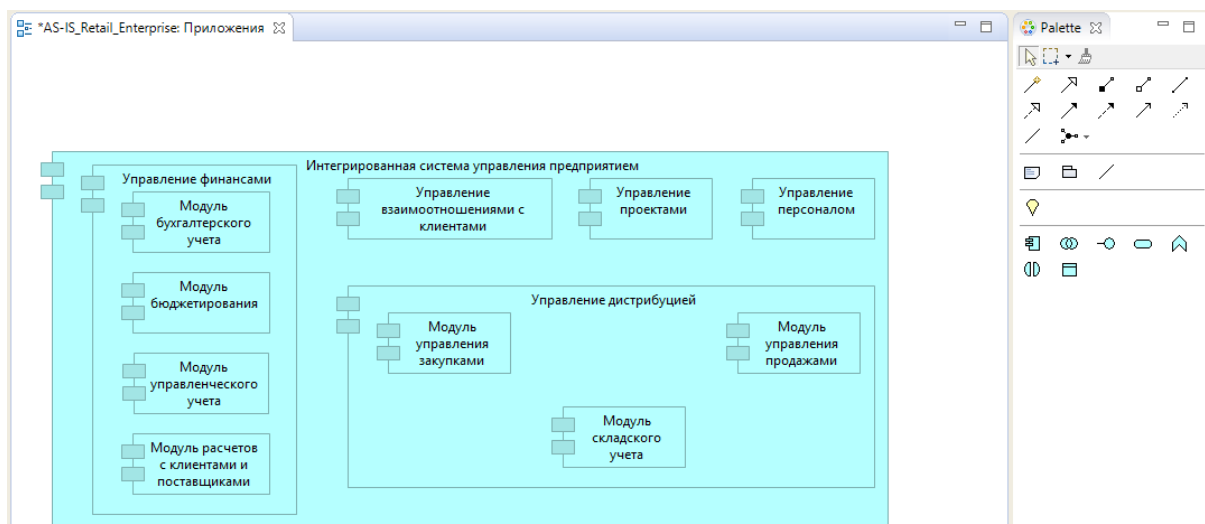 *AS-IS_Retail_Enterprise: Приложения
Palette
Интегрированная система управления предприятием
Управление финансами
Модуль
бухгалтерского
учета
Модуль
бюджетирования
Модуль
управленческого
учета
Модуль расчетов
с клиентами и
поставщиками
Управление
взаимоотношениями с
клиентами
Управление
проектами
Управление
персоналом
Управление дистрибуцией
Модуль
управления
закупками
Модуль
управления
продажами
Модуль
складского
учета